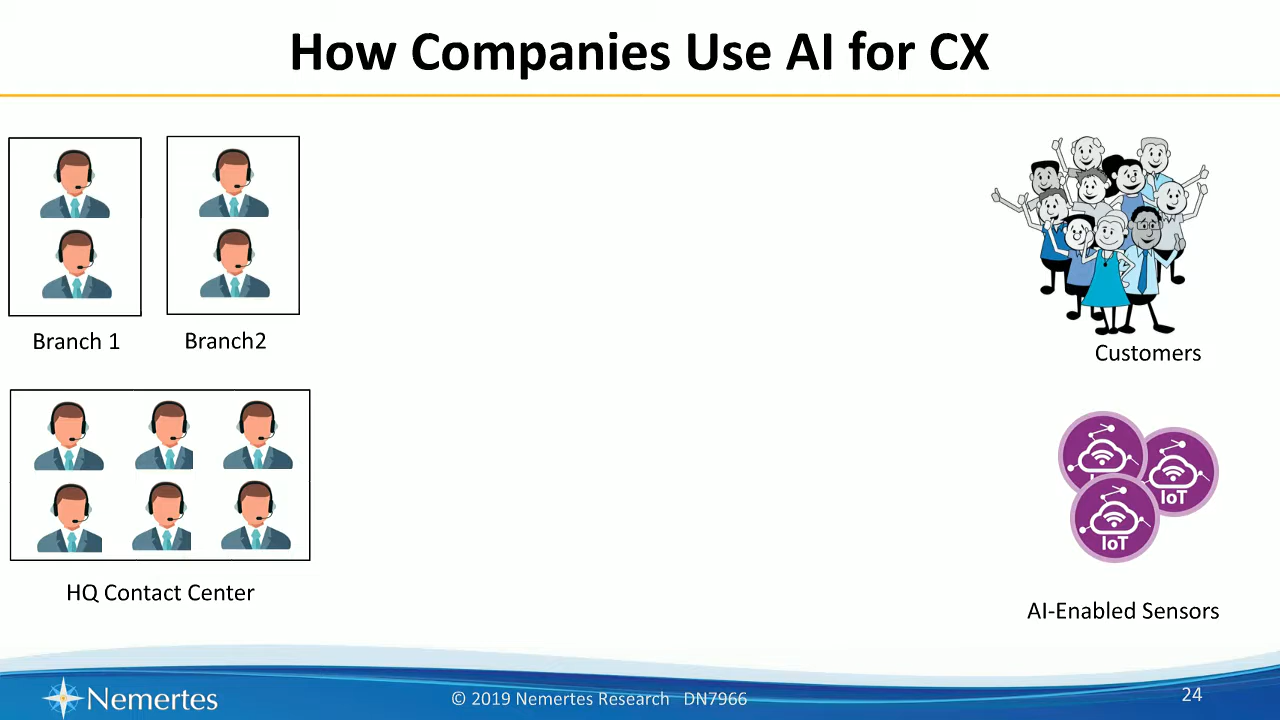 How Companies Use AI for CX
Branch 1
Branch2
Customers
HQ Contact Center
IoT
IoT
AI-Enabled Sensors
Nemertes
© 2019 Nemertes Research DN7966
24